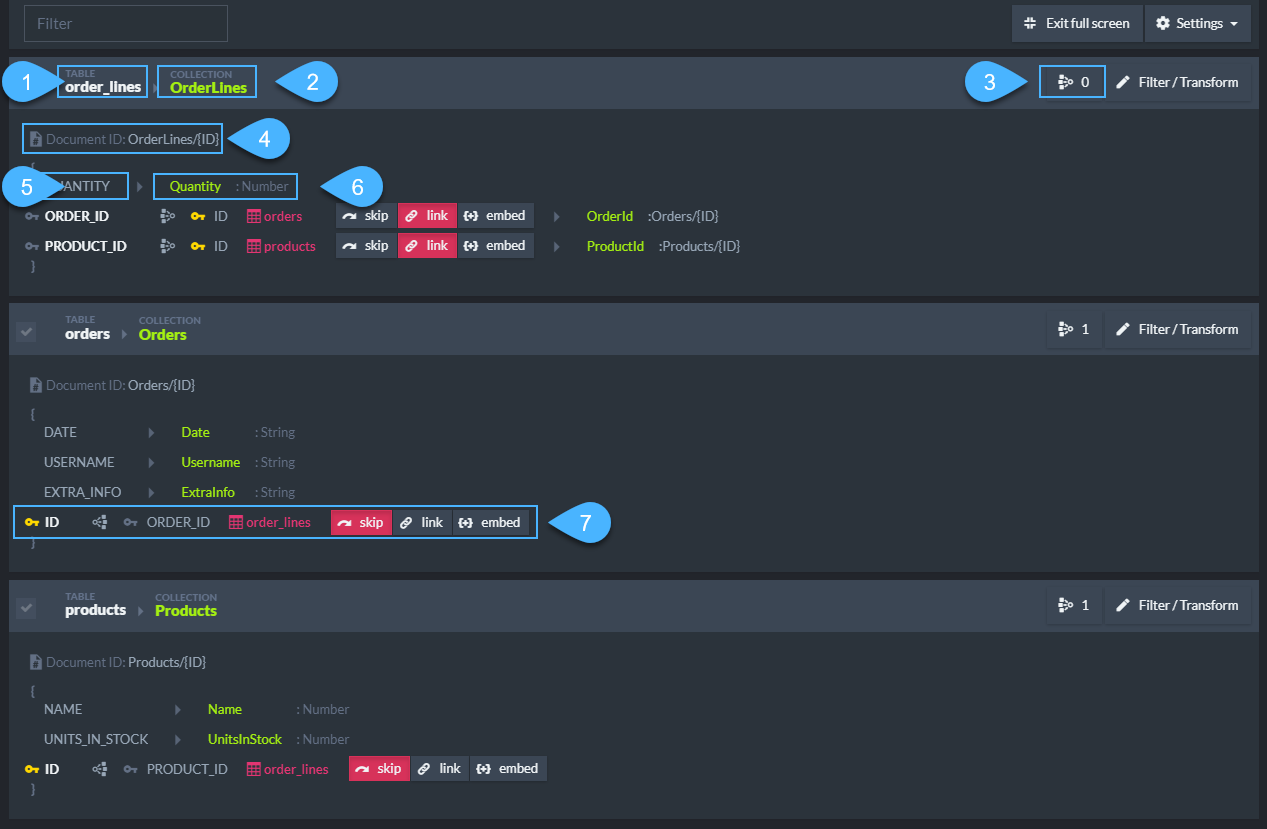 Filter Exit full screen Settings
TABLE COLLECTION
1 order_lines OrderLines 2 3 0 Filter / Transform
Document ID: OrderLines/{ID} 4
{
5 UANTITY Quantity : Number 6
ORDER_ID ID orders skip link embed OrderId :Orders/{ID}
PRODUCT_ID ID products skip link embed ProductId :Products/{ID}
}
TABLE COLLECTION
orders Orders 1 Filter / Transform
Document ID: Orders/{ID}
{
DATE Date : String
USERNAME Username : String
EXTRA_INFO ExtraInfo : String
ID ORDER_ID order_lines skip link embed 7
}
TABLE COLLECTION
products Products 1 Filter / Transform
Document ID: Products/{ID}
{
NAME Name : Number
UNITS_IN_STOCK UnitsInStock : Number
ID PRODUCT_ID order_lines skip link embed
}